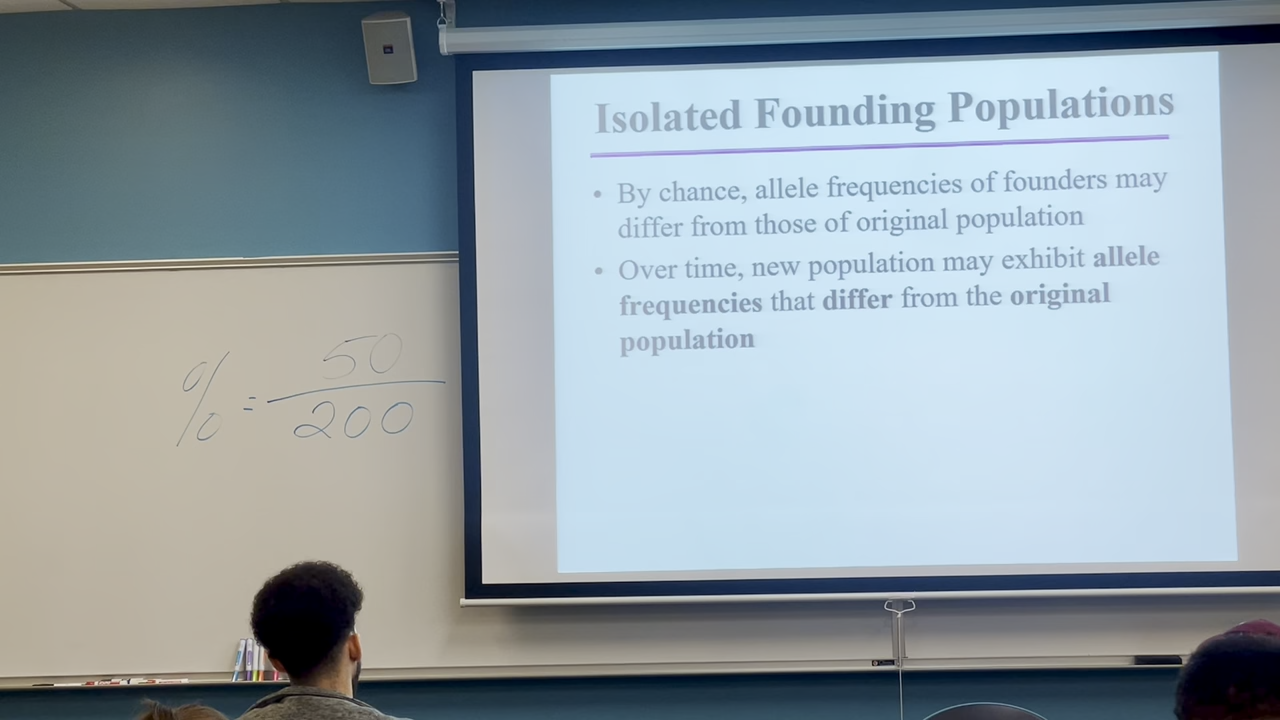 Isolated Founding Populations
• By chance, allele frequencies of founders may
differ from those of original population
• Over time, new population may exhibit allele
frequencies that differ from the original
population
% = 50
200